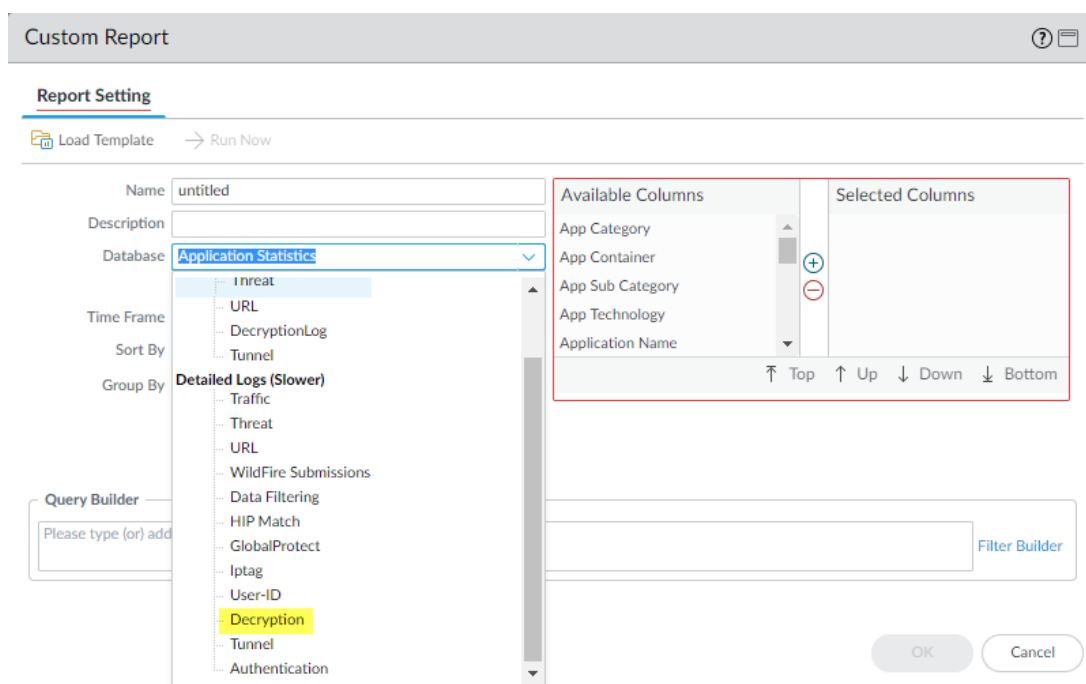 Custom Report
Report Setting
Load Template
Run Now
Name
untitled
Description
Database
Application Statistics
Threat
URL
DecryptionLog
Tunnel
Detailed Logs (Slower)
Traffic
Threat
URL
WildFire Submissions
Data Filtering
HIP Match
GlobalProtect
Iptag
User-ID
Decryption
Tunnel
Authentication
Time Frame
Sort By
Group By
Available Columns
App Category
App Container
App Sub Category
App Technology
Application Name
Selected Columns
Top
Up
Down
Bottom
Query Builder
Please type (or) add
Filter Builder
OK
Cancel